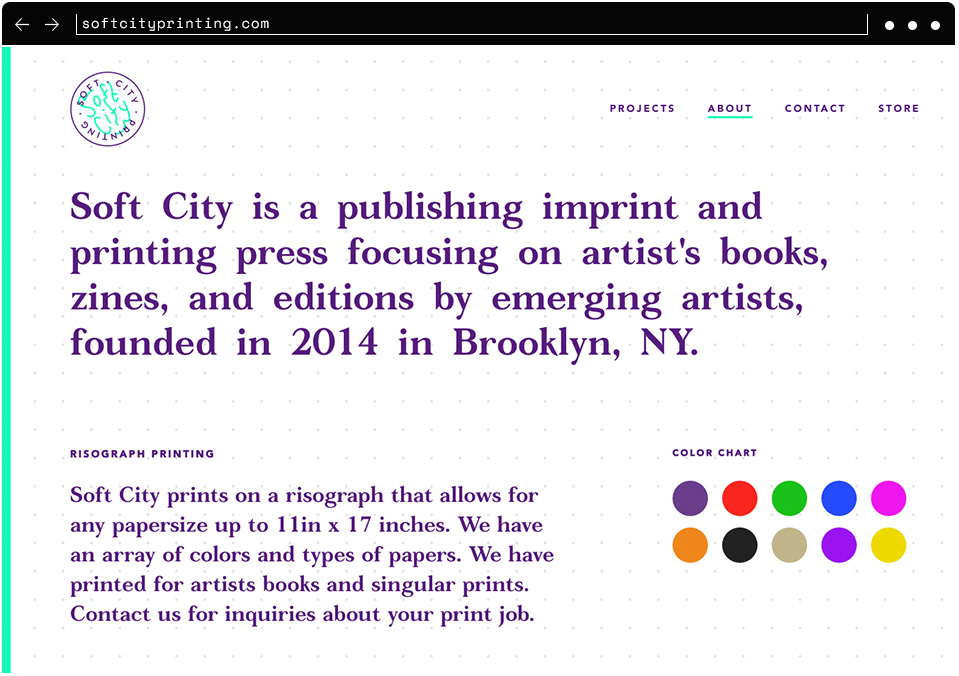 softcityprinting.com
SOFT · CITY · PRINTING ·
Soft City
PROJECTS ABOUT CONTACT STORE
Soft City is a publishing imprint and
printing press focusing on artist's books,
zines, and editions by emerging artists,
founded in 2014 in Brooklyn, NY.
RISOGRAPH PRINTING
Soft City prints on a risograph that allows for
any papersize up to 11in x 17 inches. We have
an array of colors and types of papers. We have
printed for artists books and singular prints.
Contact us for inquiries about your print job.
COLOR CHART